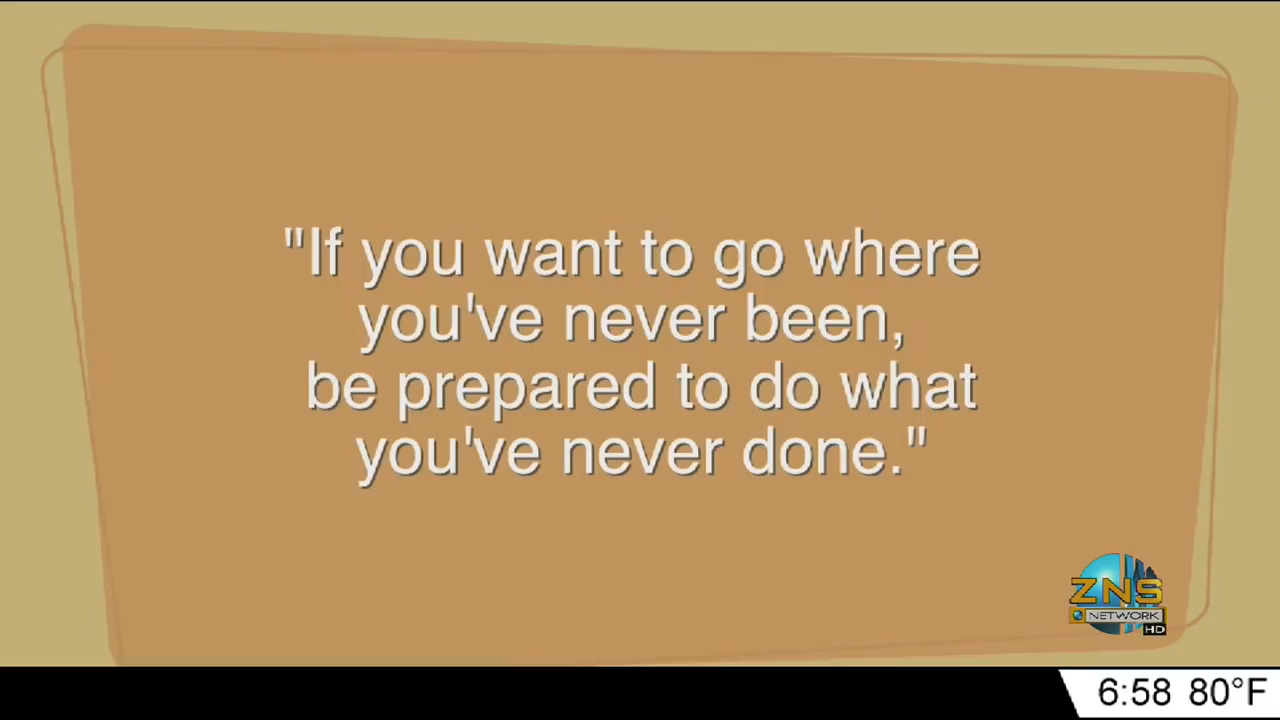 "If you want to go where
you've never been,
be prepared to do what
you've never done."
ZNS
NETWORK
HD
6:58 80°F